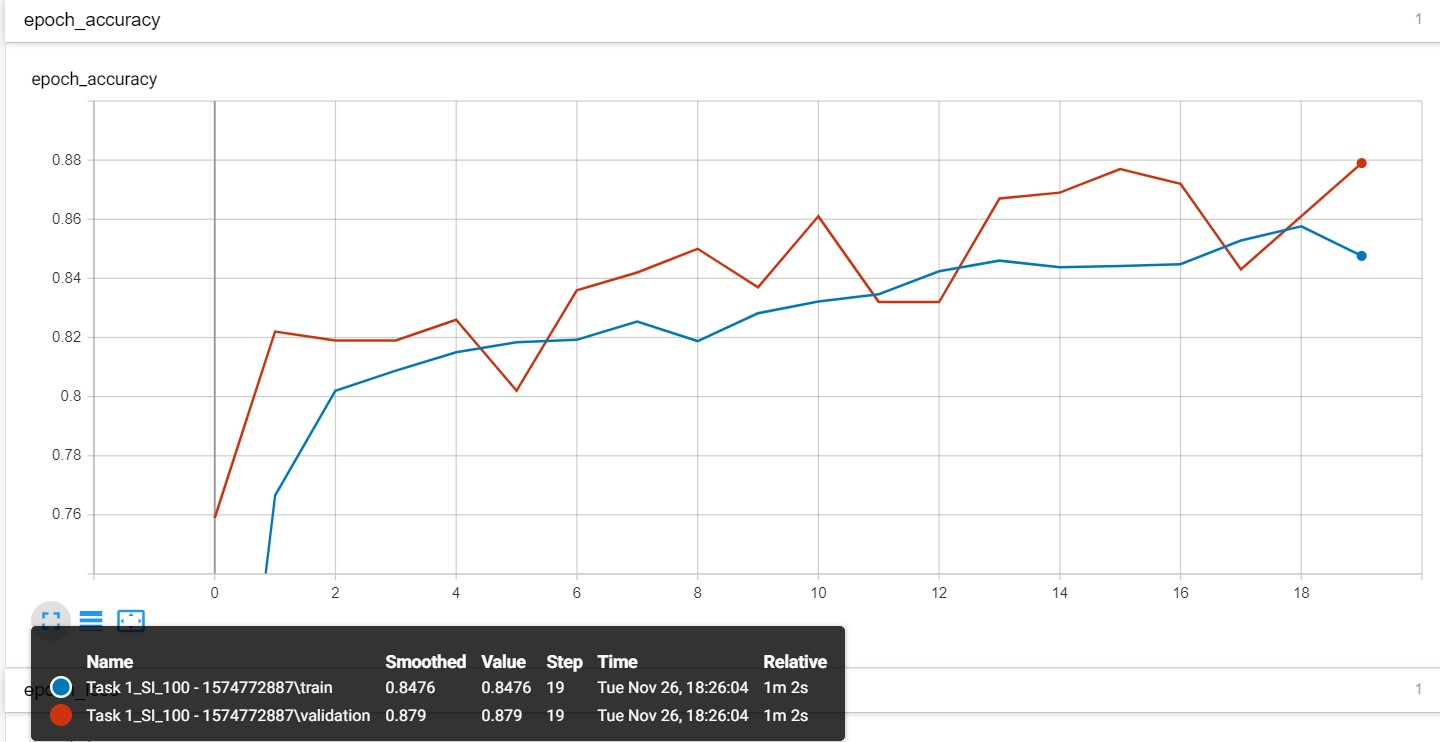 epoch_accuracy 1
epoch_accuracy
0.88
0.86
0.84
0.82
0.8
0.78
0.76
0 2 4 6 8 10 12 14 16 18
Name Smoothed Value Step Time Relative
Task 1_SI_100 - 1574772887\train 0.8476 0.8476 19 Tue Nov 26, 18:26:04 1m 2s
1
Task 1_SI_100 - 1574772887\validation 0.879 0.879 19 Tue Nov 26, 18:26:04 1m 2s